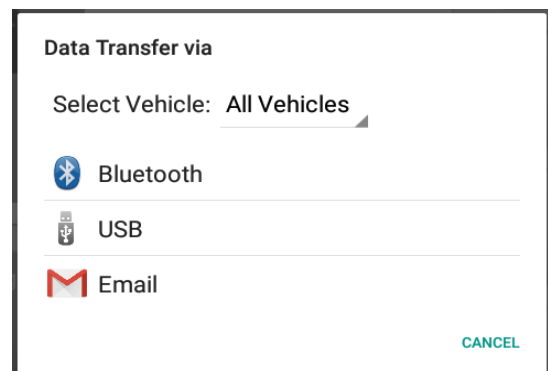 Data Transfer via
Select Vehicle: All Vehicles
Bluetooth
USB
Email
CANCEL